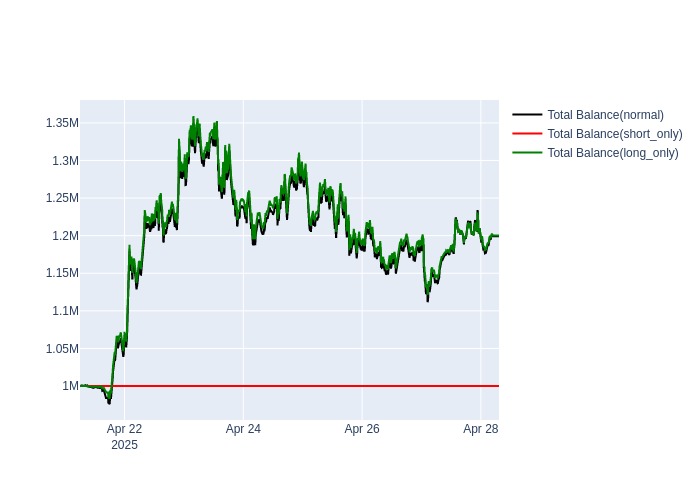 1.35M
1.3M
1.25M
1.2M
1.15M
1.1M
1.05M
1M
Apr 22
2025
Apr 24
Apr 26
Apr 28
Total Balance(normal)
Total Balance(short_only)
Total Balance(long_only)